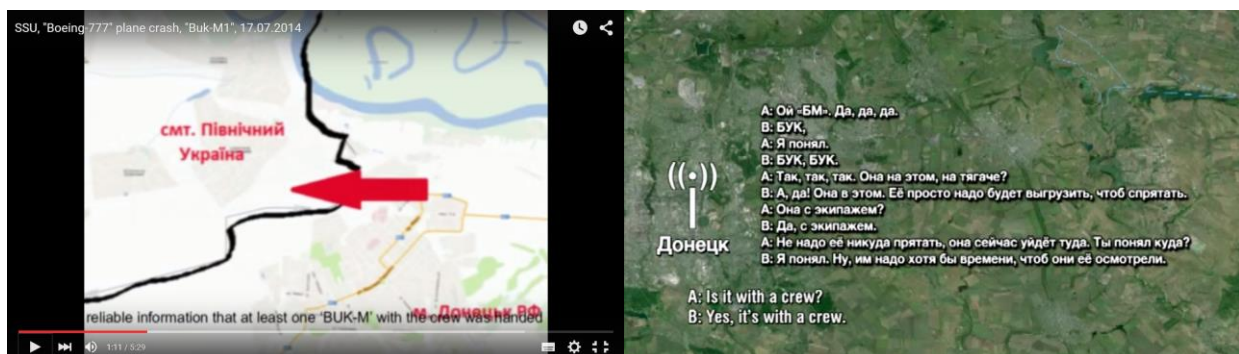 SSU, "Boeing-777" plane crash, "Buk-M1", 17.07.2014
смт. Північний
Україна
м. Донецьк РФ
reliable information that at least one 'BUK-M' with the crew was handed
1:11 / 5:29
Донецк
А: Ой «БМ». Да, да, да.
В: БУК,
А: Я понял.
В: БУК, БУК.
А: Так, так, так. Она на этом, на тягаче?
В: А, да! Она в этом. Её просто надо будет выгрузить, чтоб спрятать.
А: Она с экипажем?
В: Да, с экипажем.
А: Не надо её никуда прятать, она сейчас уйдёт туда. Ты понял куда?
В: Я понял. Ну, им надо хотя бы времени, чтоб они её осмотрели.
A: Is it with a crew?
B: Yes, it's with a crew.